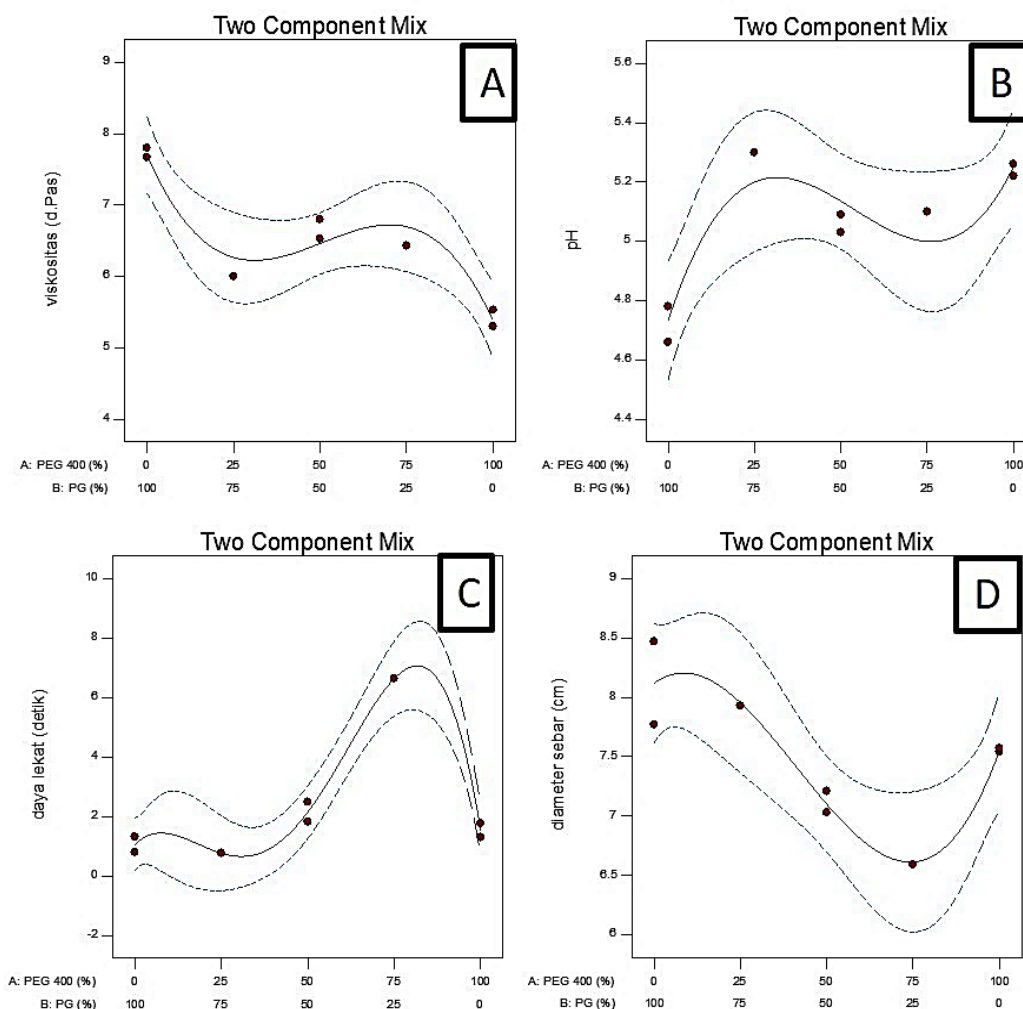 Two Component Mix
A
9
8
7
6
5
4
viskositas (d.Pas)
A: PEG 400 (%) 0 25 50 75 100
B: PG (%) 100 75 50 25 0
Two Component Mix
B
5.6
5.4
5.2
5
4.8
4.6
4.4
pH
A: PEG 400 (%) 0 25 50 75 100
B: PG (%) 100 75 50 25 0
Two Component Mix
C
10
8
6
4
2
0
-2
daya lekat (detik)
A: PEG 400 (%) 0 25 50 75 100
B: PG (%) 100 75 50 25 0
Two Component Mix
D
9
8.5
8
7.5
7
6.5
6
diameter sebar (cm)
A: PEG 400 (%) 0 25 50 75 100
B: PG (%) 100 75 50 25 0